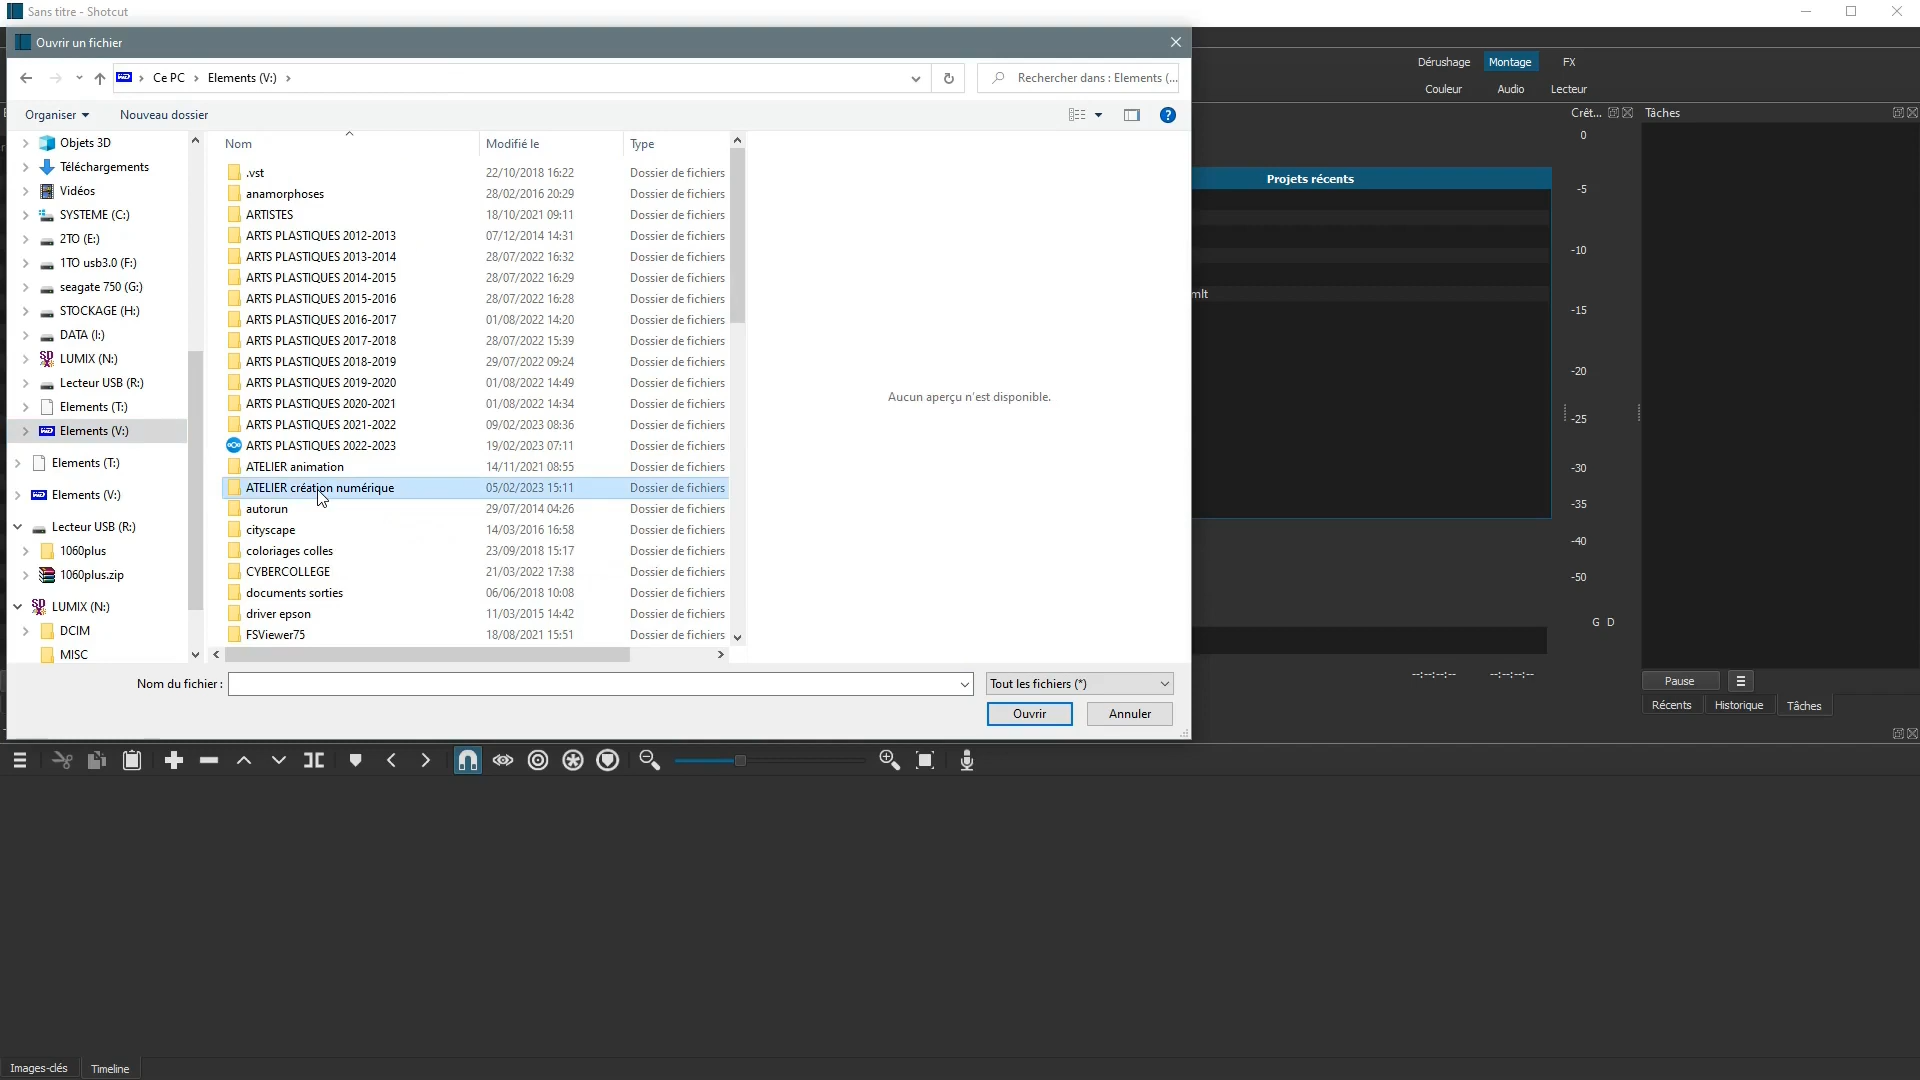 Sans titre - Shotcut
Ouvrir un fichier
Ce PC > Elements (V:) >
Rechercher dans : Elements (...
Organiser
Nouveau dossier
Objets 3D
Téléchargements
Vidéos
SYSTEME (C:)
2TO (E:)
1TO usb3.0 (F:)
seagate 750 (G:)
STOCKAGE (H:)
DATA (I:)
LUMIX (N:)
Lecteur USB (R:)
Elements (T:)
Elements (V:)
Elements (T:)
Elements (V:)
Lecteur USB (R:)
1060plus
1060plus.zip
LUMIX (N:)
DCIM
MISC
Nom Modifié le Type
.vst 22/10/2018 16:22 Dossier de fichiers
anamorphoses 28/02/2016 20:29 Dossier de fichiers
ARTISTES 18/10/2021 09:11 Dossier de fichiers
ARTS PLASTIQUES 2012-2013 07/12/2014 14:31 Dossier de fichiers
ARTS PLASTIQUES 2013-2014 28/07/2022 16:32 Dossier de fichiers
ARTS PLASTIQUES 2014-2015 28/07/2022 16:29 Dossier de fichiers
ARTS PLASTIQUES 2015-2016 28/07/2022 16:28 Dossier de fichiers
ARTS PLASTIQUES 2016-2017 01/08/2022 14:20 Dossier de fichiers
ARTS PLASTIQUES 2017-2018 28/07/2022 15:39 Dossier de fichiers
ARTS PLASTIQUES 2018-2019 29/07/2022 09:24 Dossier de fichiers
ARTS PLASTIQUES 2019-2020 01/08/2022 14:49 Dossier de fichiers
ARTS PLASTIQUES 2020-2021 01/08/2022 14:34 Dossier de fichiers
ARTS PLASTIQUES 2021-2022 09/02/2023 08:36 Dossier de fichiers
ARTS PLASTIQUES 2022-2023 19/02/2023 07:11 Dossier de fichiers
ATELIER animation 14/11/2021 08:55 Dossier de fichiers
ATELIER création numérique 05/02/2023 15:11 Dossier de fichiers
autorun 29/07/2014 04:26 Dossier de fichiers
cityscape 14/03/2016 16:58 Dossier de fichiers
coloriages colles 23/09/2018 15:17 Dossier de fichiers
CYBERCOLLEGE 21/03/2022 17:38 Dossier de fichiers
documents sorties 06/06/2018 10:08 Dossier de fichiers
driver epson 11/03/2015 14:42 Dossier de fichiers
FSViewer75 18/08/2021 15:51 Dossier de fichiers
Aucun aperçu n'est disponible.
Nom du fichier :
Tout les fichiers (*)
Ouvrir
Annuler
Dérushage Montage FX
Couleur Audio Lecteur
Projets récents
mlt
Crêt...
0
-5
-10
-15
-20
-25
-30
-35
-40
-50
G D
--:--:--:-- --:--:--:--
Tâches
Pause
Récents Historique Tâches
Images-clés Timeline